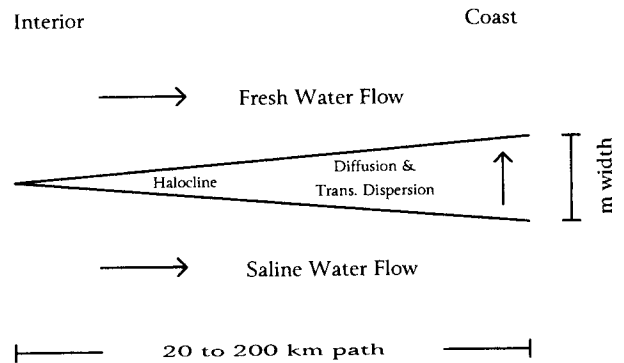 Interior
Coast
Fresh Water Flow
Halocline
Diffusion &
Trans. Dispersion
m width
Saline Water Flow
20 to 200 km path